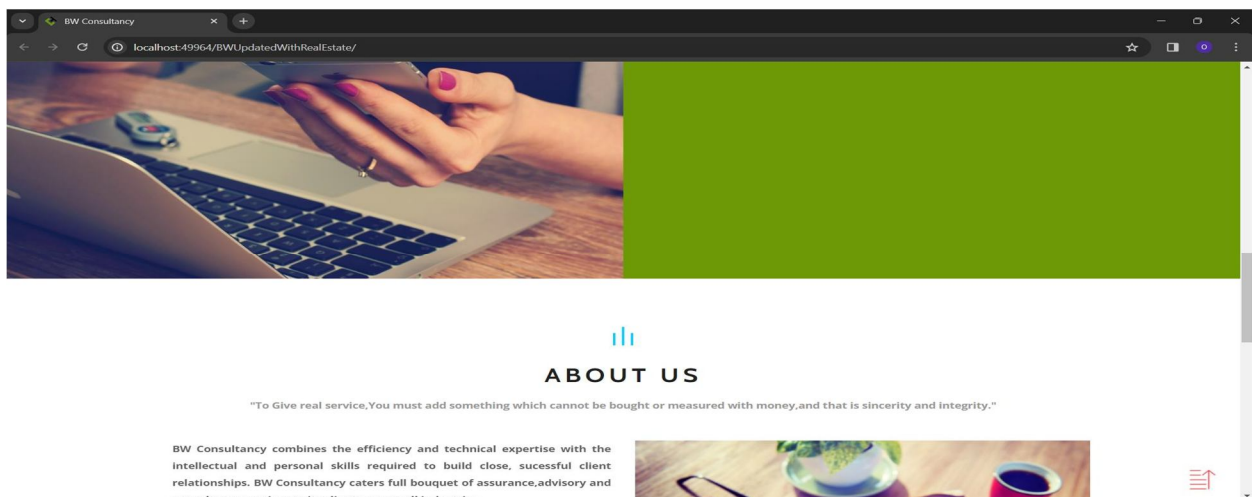 BW Consultancy
localhost:49964/BWUpdatedWithRealEstate/
O
ABOUT US
"To Give real service,You must add something which cannot be bought or measured with money,and that is sincerity and integrity."
BW Consultancy combines the efficiency and technical expertise with the
intellectual and personal skills required to build close, sucessful client
relationships. BW Consultancy caters full bouquet of assurance,advisory and